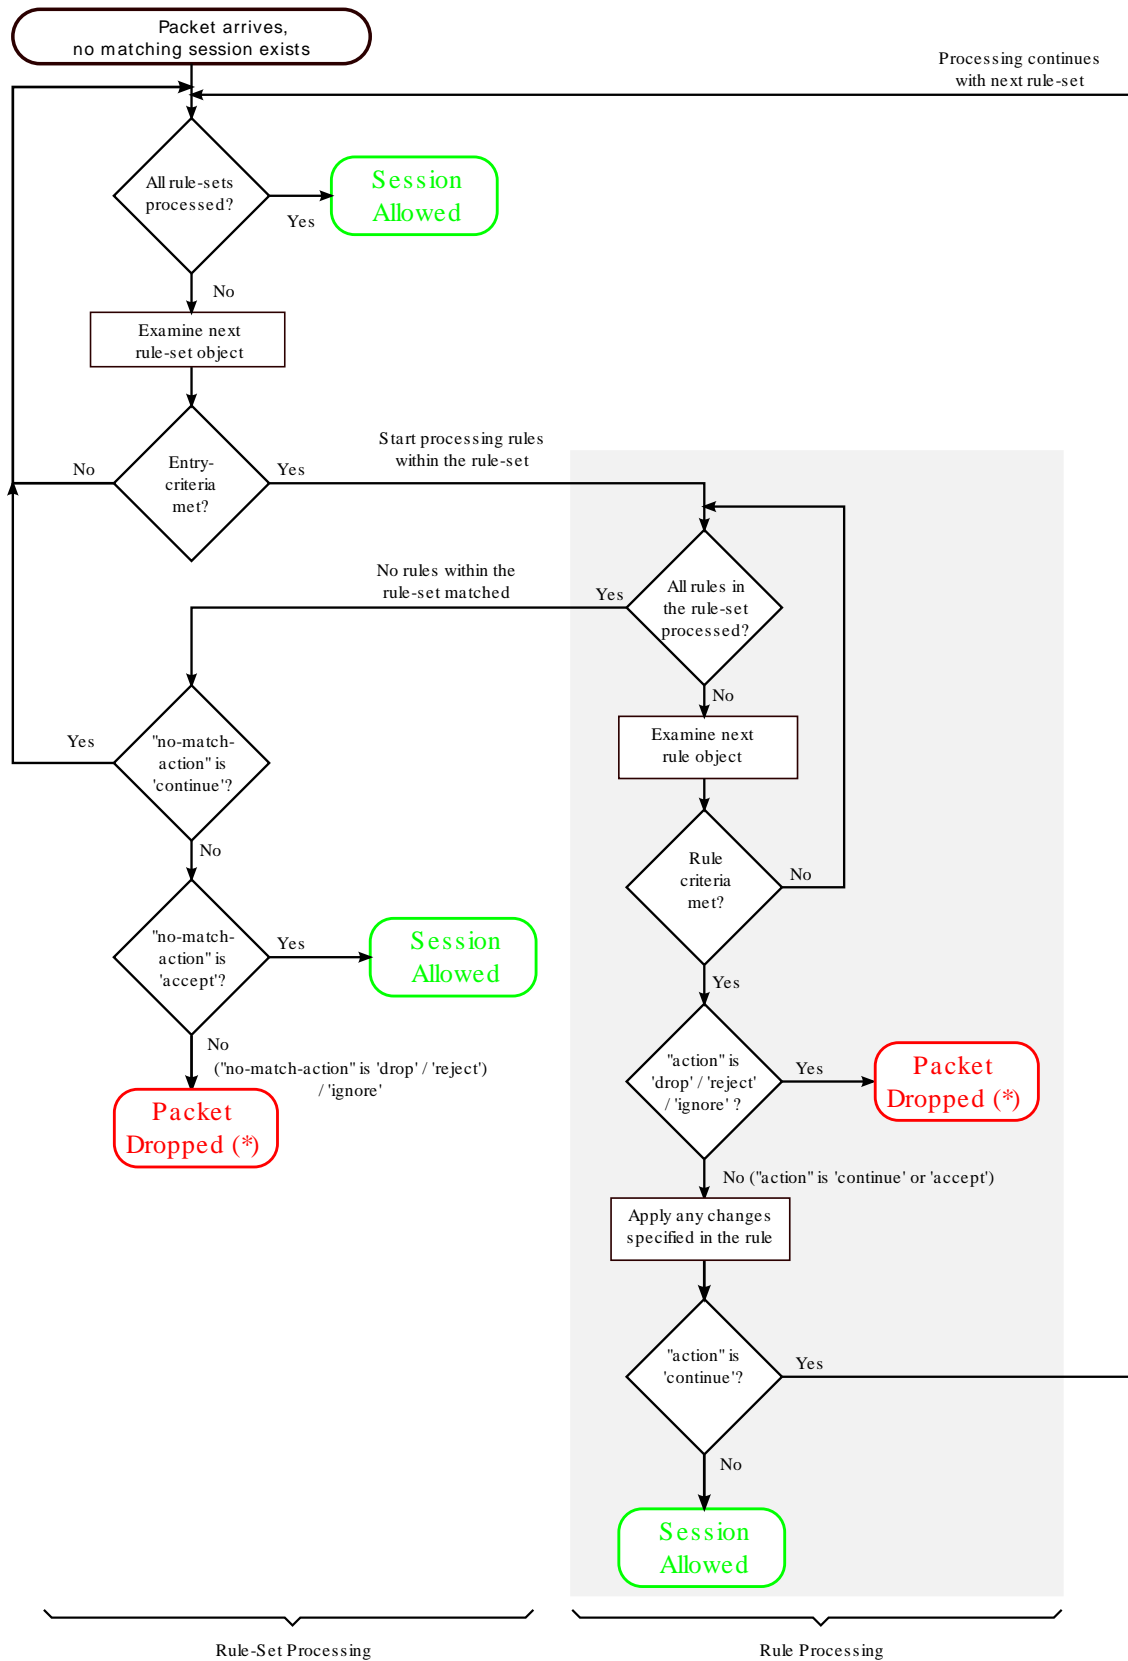 Packet arrives,
no matching session exists
Processing continues
with next rule-set
All rule-sets
processed?
Yes
Session
Allowed
No
Examine next
rule-set object
Start processing rules
within the rule-set
No
Entry-
criteria
met?
Yes
No rules within the
rule-set matched
Yes
All rules in
the rule-set
processed?
No
Examine next
rule object
Yes
"no-match-
action" is
'continue'?
No
Rule
criteria
met?
No
Yes
"no-match-
action" is
'accept'?
Yes
Session
Allowed
No
("no-match-action" is 'drop' / 'reject')
/ 'ignore'
Packet
Dropped (*)
"action" is
'drop' / 'reject'
/ 'ignore' ?
Yes
Packet
Dropped (*)
No ("action" is 'continue' or 'accept')
Apply any changes
specified in the rule
"action" is
'continue'?
Yes
No
Session
Allowed
Rule-Set Processing
Rule Processing